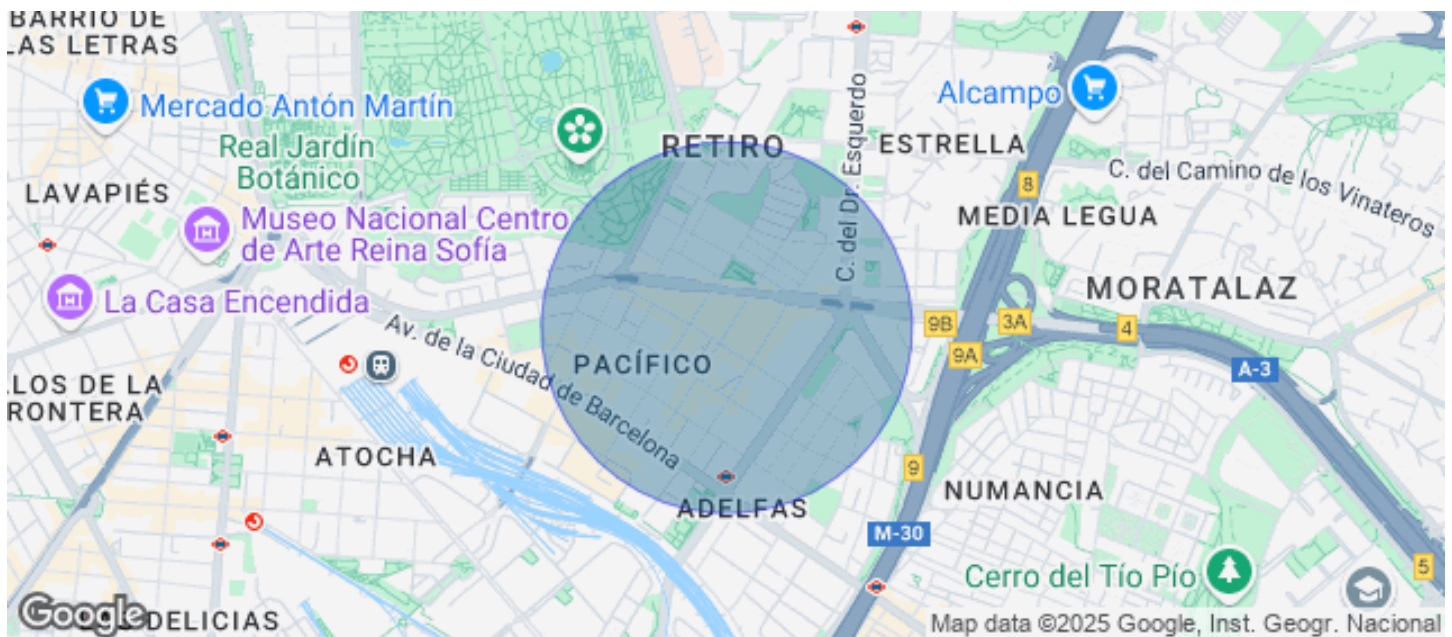 BARRIO DE
LAS LETRAS
Mercado Antón Martín
Real Jardín
Botánico
RETIRO
C. del Dr. Esquerdo
ESTRELLA
Alcampo
C. del Camino de los Vinateros
LAVAPIÉS
Museo Nacional Centro
de Arte Reina Sofía
8
MEDIA LEGUA
La Casa Encendida
MORATALAZ
Av. de la Ciudad de Barcelona
9B
3A
4
9A
PACÍFICO
A-3
LOS DE LA
RONTERA
ATOCHA
9
NUMANCIA
ADELFAS
M-30
Cerro del Tío Pío
5
Google
DELICIAS
Map data ©2025 Google, Inst. Geogr. Nacional